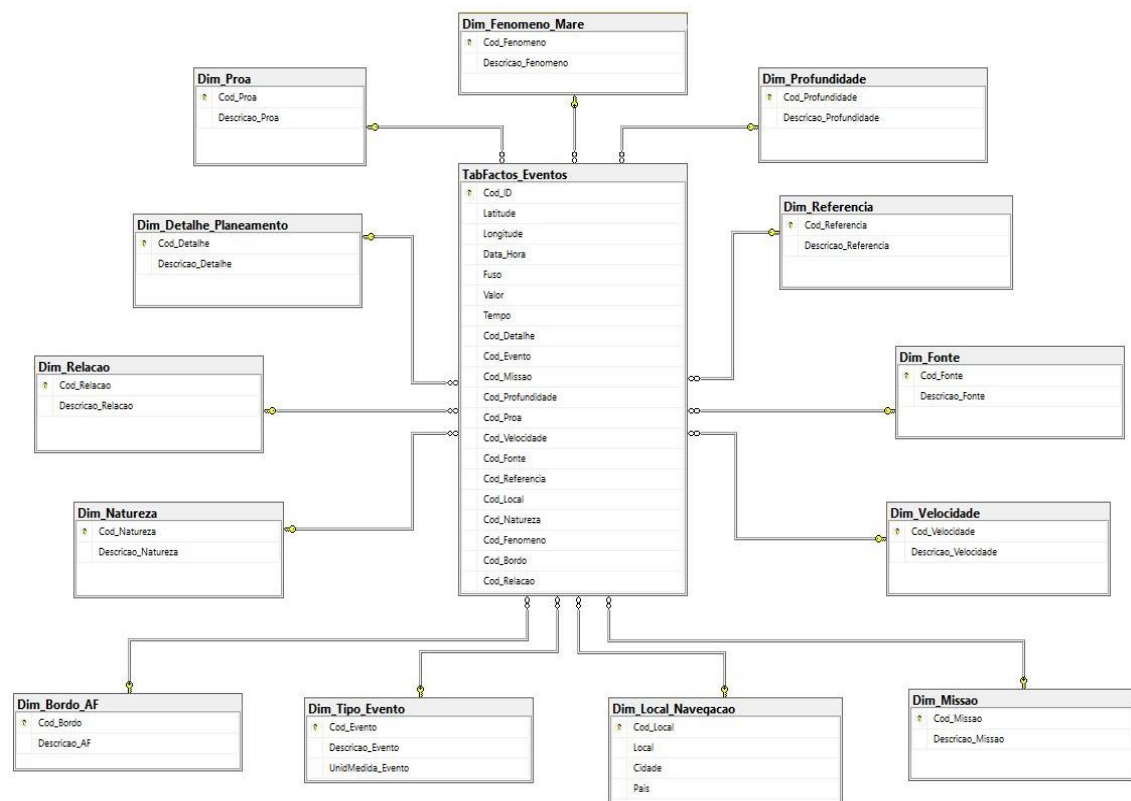 Dim_Fenomeno_Mare
Cod_Fenomeno
Descricao_Fenomeno
Dim_Proa
Cod_Proa
Descricao_Proa
Dim_Profundidade
Cod_Profundidade
Descricao_Profundidade
TabFactos_Eventos
Cod_ID
Latitude
Longitude
Data_Hora
Fuso
Valor
Tempo
Cod_Detalhe
Cod_Evento
Cod_Missao
Cod_Profundidade
Cod_Proa
Cod_Velocidade
Cod_Fonte
Cod_Referencia
Cod_Local
Cod_Natureza
Cod_Fenomeno
Cod_Bordo
Cod_Relacao
Dim_Detalhe_Planeamento
Cod_Detalhe
Descricao_Detalhe
Dim_Referencia
Cod_Referencia
Descricao_Referencia
Dim_Relacao
Cod_Relacao
Descricao_Relacao
Dim_Fonte
Cod_Fonte
Descricao_Fonte
Dim_Natureza
Cod_Natureza
Descricao_Natureza
Dim_Velocidade
Cod_Velocidade
Descricao_Velocidade
Dim_Bordo_AF
Cod_Bordo
Descricao_AF
Dim_Tipo_Evento
Cod_Evento
Descricao_Evento
UnidMedida_Evento
Dim_Local_Navegacao
Cod_Local
Local
Cidade
Pais
Dim_Missao
Cod_Missao
Descricao_Missao